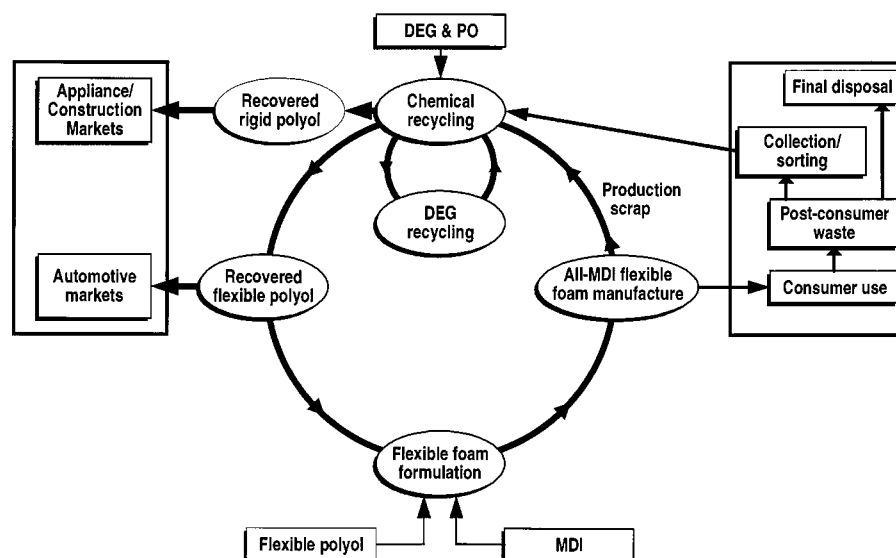 DEG & PO
Appliance/
Construction
Markets
Recovered
rigid polyol
Chemical
recycling
Final disposal
Collection/
sorting
Production
scrap
DEG
recycling
Post-consumer
waste
Automotive
markets
Recovered
flexible polyol
All-MDI flexible
foam manufacture
Consumer use
Flexible foam
formulation
Flexible polyol
MDI